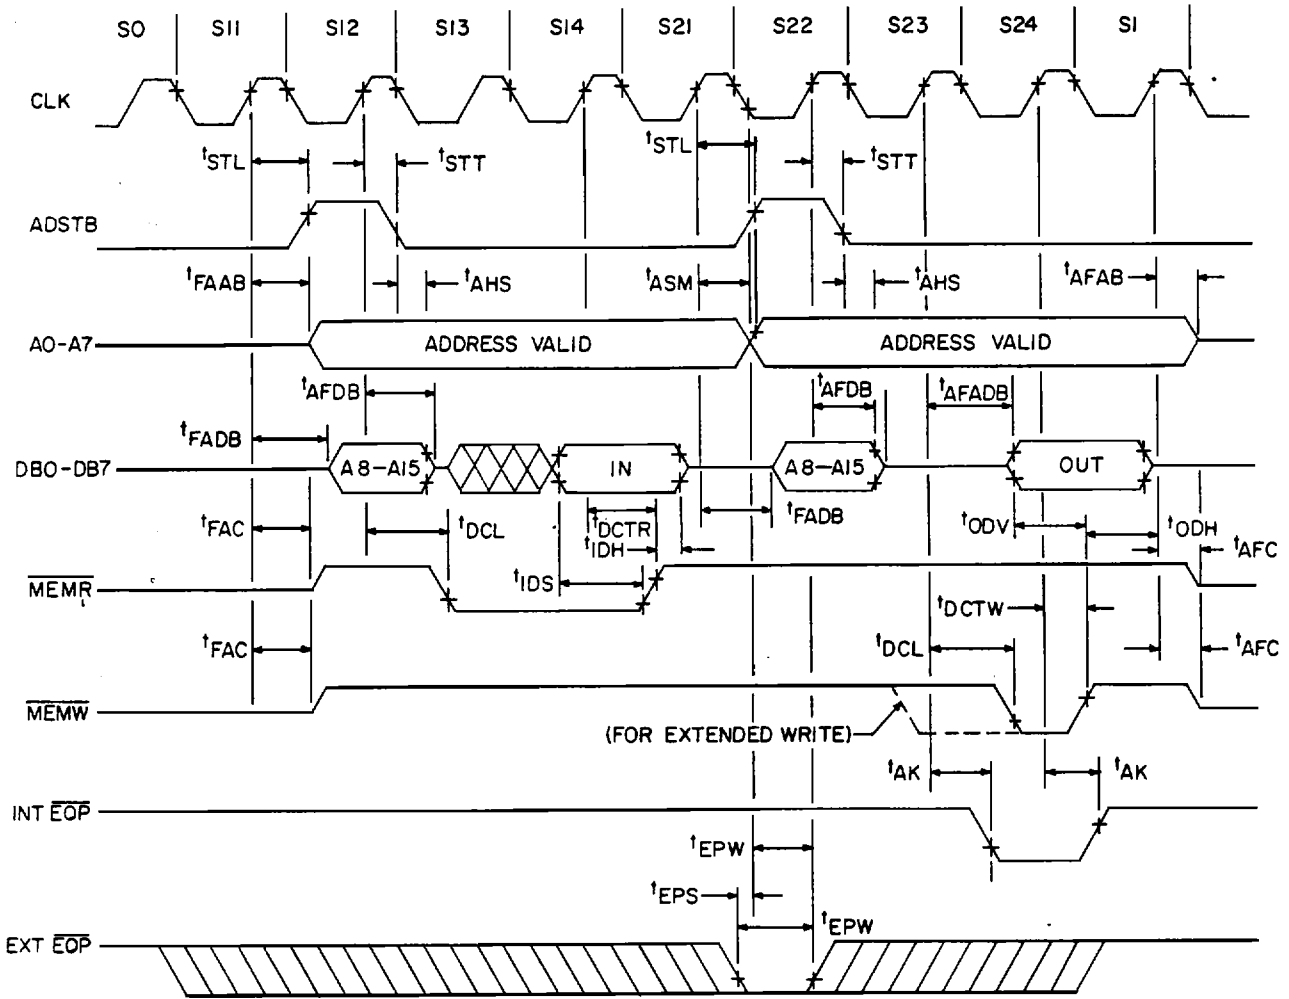 S0 S11 S12 S13 S14 S21 S22 S23 S24 S1
CLK
tSTL tSTT tSTL tSTT
ADSTB
tFAAB tAHS tASM tAHS tAFAB
A0-A7 ADDRESS VALID ADDRESS VALID
tAFDB tAFDB tAFADB
tFADB
DB0-DB7 A8-A15 IN A8-A15 OUT
tFAC tDCL tDCTR tFADB tODV tODH
tIDH tAFC
MEMR tIDS
tDCTW
tFAC tDCL tAFC
MEMW
(FOR EXTENDED WRITE)
tAK tAK
INT EOP
tEPW
tEPS
tEPW
EXT EOP